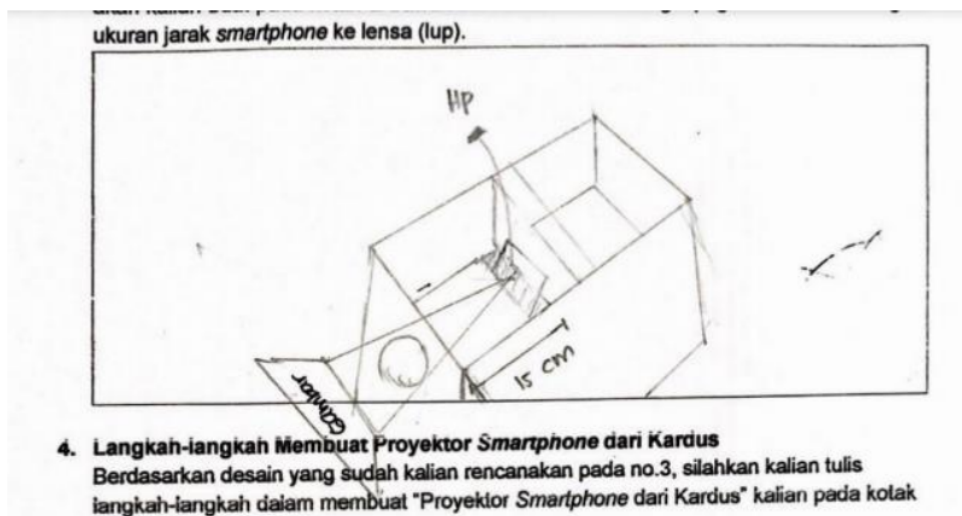 ukuran jarak smartphone ke lensa (lup).
HP
15 cm
Gambar
4. Langkah-langkah Membuat Proyektor Smartphone dari Kardus
Berdasarkan desain yang sudah kalian rencanakan pada no.3, silahkan kalian tulis
langkah-langkah dalam membuat "Proyektor Smartphone dari Kardus" kalian pada kotak